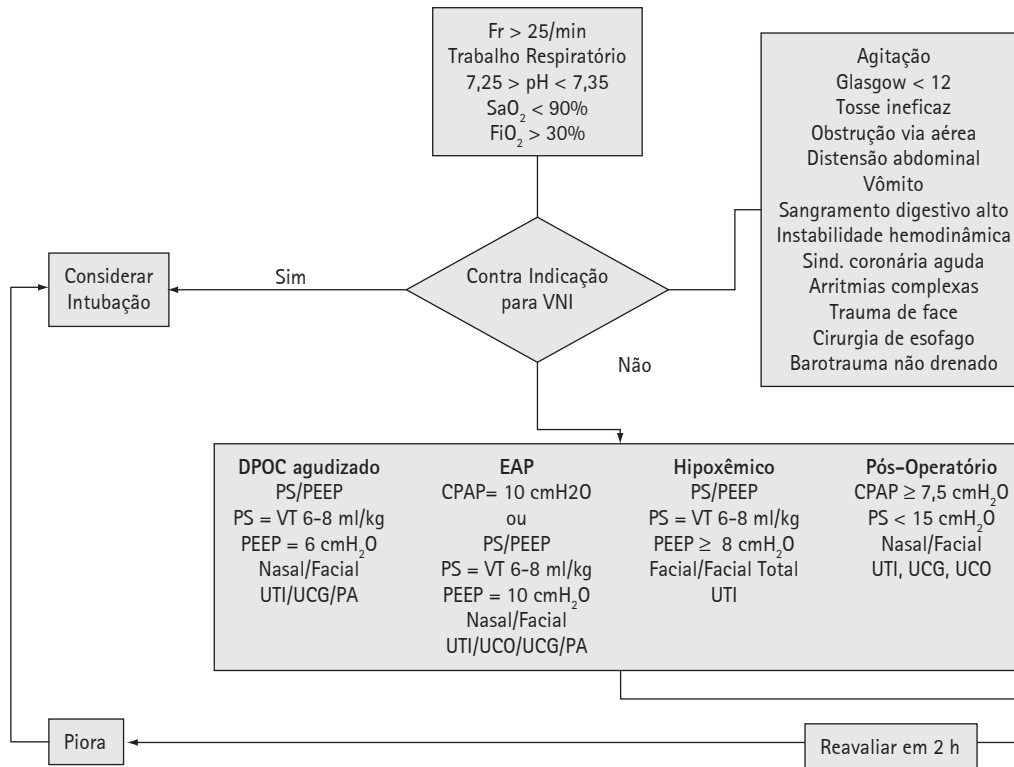 Fr > 25/min
Trabalho Respiratório
7,25 > pH < 7,35
SaO₂ < 90%
FiO₂ > 30%
Agitação
Glasgow < 12
Tosse ineficaz
Obstrução via aérea
Distensão abdominal
Vômito
Sangramento digestivo alto
Instabilidade hemodinâmica
Sind. coronária aguda
Arritmias complexas
Trauma de face
Cirurgia de esofago
Barotrauma não drenado
Considerar
Intubação
Sim
Contra Indicação
para VNI
Não
DPOC agudizado
PS/PEEP
PS = VT 6-8 ml/kg
PEEP = 6 cmH₂O
Nasal/Facial
UTI/UCG/PA
EAP
CPAP= 10 cmH2O
ou
PS/PEEP
PS = VT 6-8 ml/kg
PEEP = 10 cmH₂O
Nasal/Facial
UTI/UCO/UCG/PA
Hipoxêmico
PS/PEEP
PS = VT 6-8 ml/kg
PEEP ≥ 8 cmH₂O
Facial/Facial Total
UTI
Pós-Operatório
CPAP ≥ 7,5 cmH₂O
PS < 15 cmH₂O
Nasal/Facial
UTI, UCG, UCO
Piora
Reavaliar em 2 h